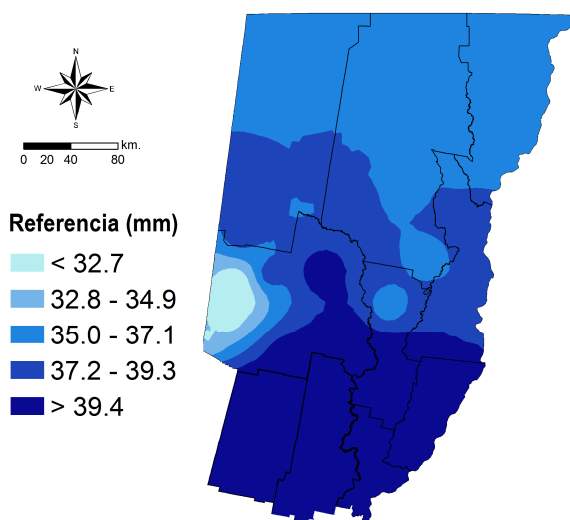 N
W E
S
km.
0 20 40 80
Referencia (mm)
< 32.7
32.8 - 34.9
35.0 - 37.1
37.2 - 39.3
> 39.4